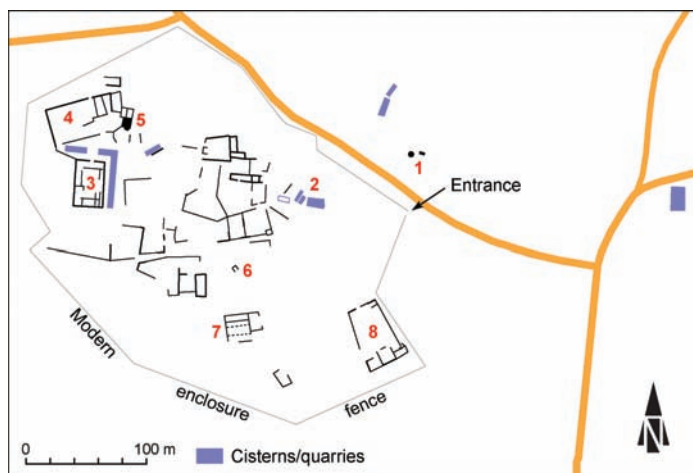 1
Entrance
2
3
4
5
6
7
8
Modern
enclosure
fence
0 100 m
Cisterns/quarries
N